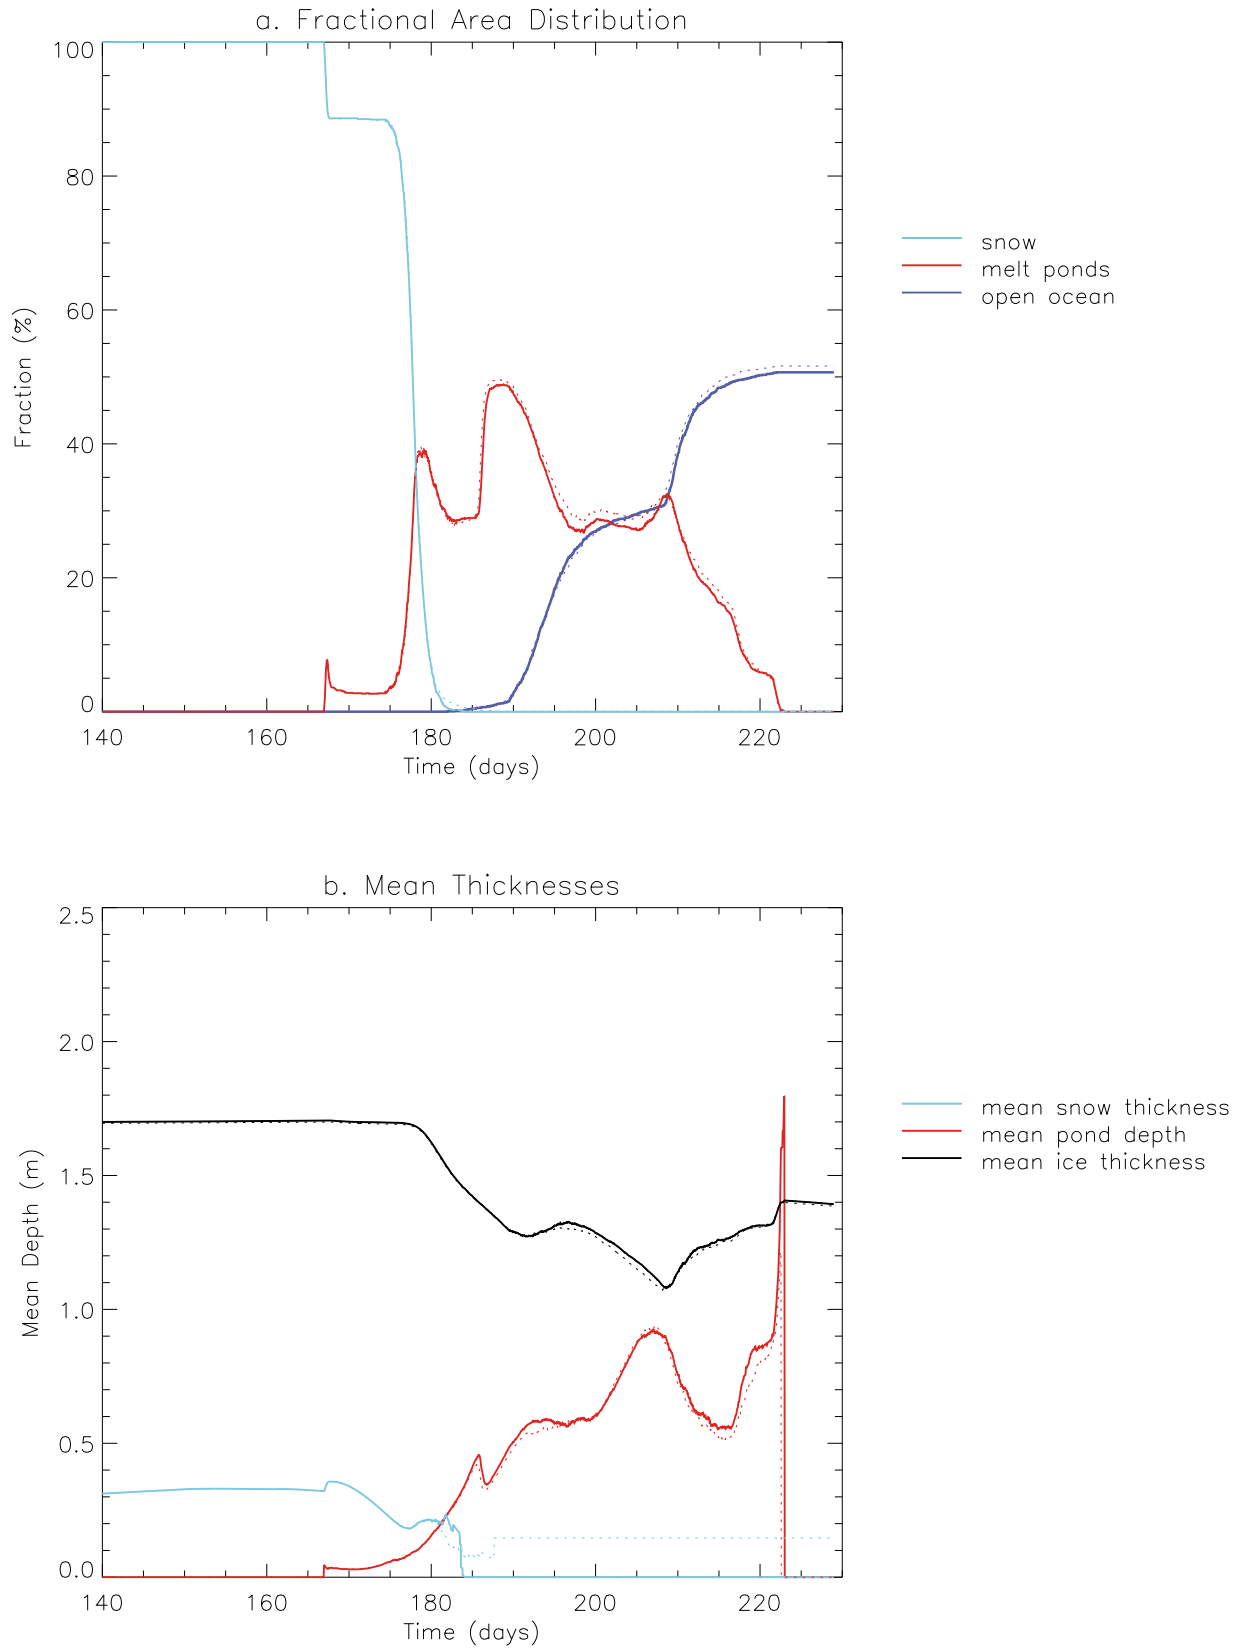 a. Fractional Area Distribution
100
80
60
40
20
0
Fraction (%)
140 160 180 200 220
Time (days)
snow
melt ponds
open ocean
b. Mean Thicknesses
2.5
2.0
1.5
1.0
0.5
0.0
Mean Depth (m)
140 160 180 200 220
Time (days)
mean snow thickness
mean pond depth
mean ice thickness